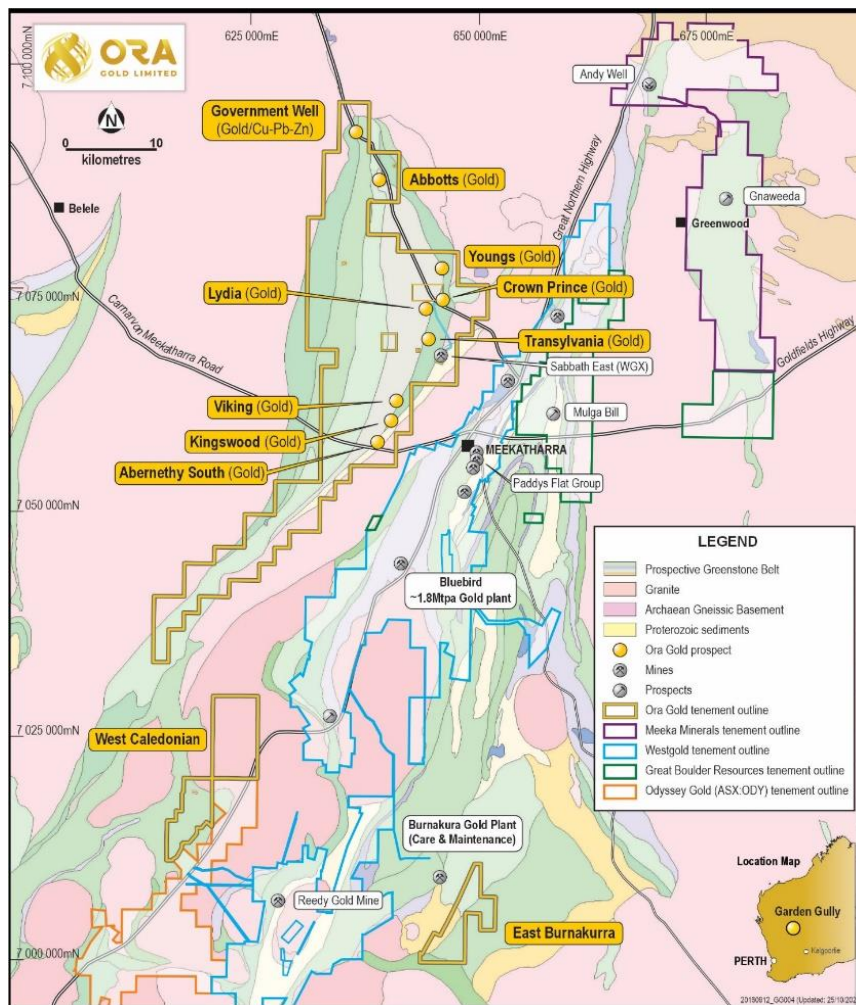 ORA
GOLD LIMITED
625 000mE
650 000mE
675 000mE
7 100 000mN
7 075 000mN
7 050 000mN
7 025 000mN
7 000 000mN
N
0 10
kilometres
Andy Well
Government Well
(Gold/Cu-Pb-Zn)
Abbotts (Gold)
Great Northern Highway
Gnaweeda
Belele
Greenwood
Youngs (Gold)
Lydia (Gold)
Crown Prince (Gold)
Carnarvon Meekatharra Road
Transylvania (Gold)
Goldfields Highway
Sabbath East (WGX)
Viking (Gold)
Mulga Bill
Kingswood (Gold)
MEEKATHARRA
Abernethy South (Gold)
Paddys Flat Group
Bluebird
~1.8Mtpa Gold plant
West Caledonian
Burnakura Gold Plant
(Care & Maintenance)
Reedy Gold Mine
East Burnakurra
LEGEND
Prospective Greenstone Belt
Granite
Archaean Gneissic Basement
Proterozoic sediments
Ora Gold prospect
Mines
Prospects
Ora Gold tenement outline
Meeka Minerals tenement outline
Westgold tenement outline
Great Boulder Resources tenement outline
Odyssey Gold (ASX:ODY) tenement outline
Location Map
Garden Gully
PERTH
Kalgoorlie